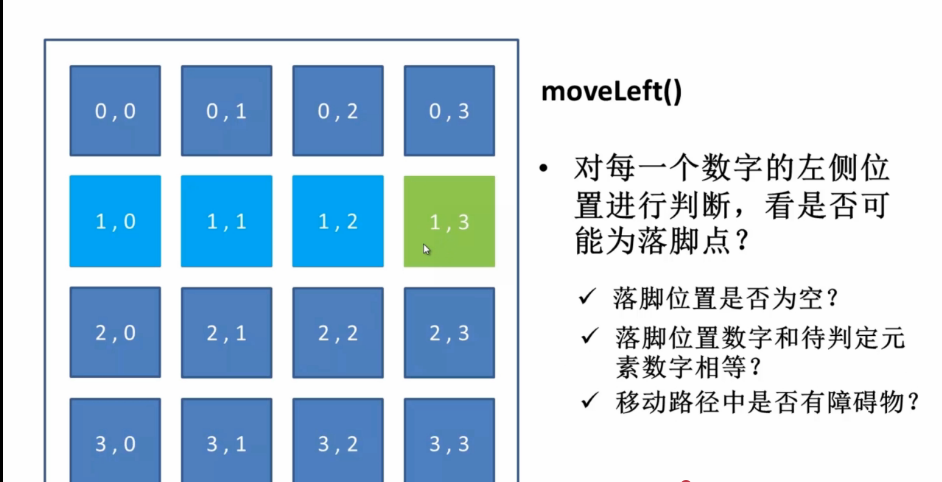 0,0 0,1 0,2 0,3
1,0 1,1 1,2 1,3
2,0 2,1 2,2 2,3
3,0 3,1 3,2 3,3
moveLeft()
• 对每一个数字的左侧位
置进行判断，看是否可
能为落脚点？
✓ 落脚位置是否为空？
✓ 落脚位置数字和待判定元
素数字相等？
✓ 移动路径中是否有障碍物？